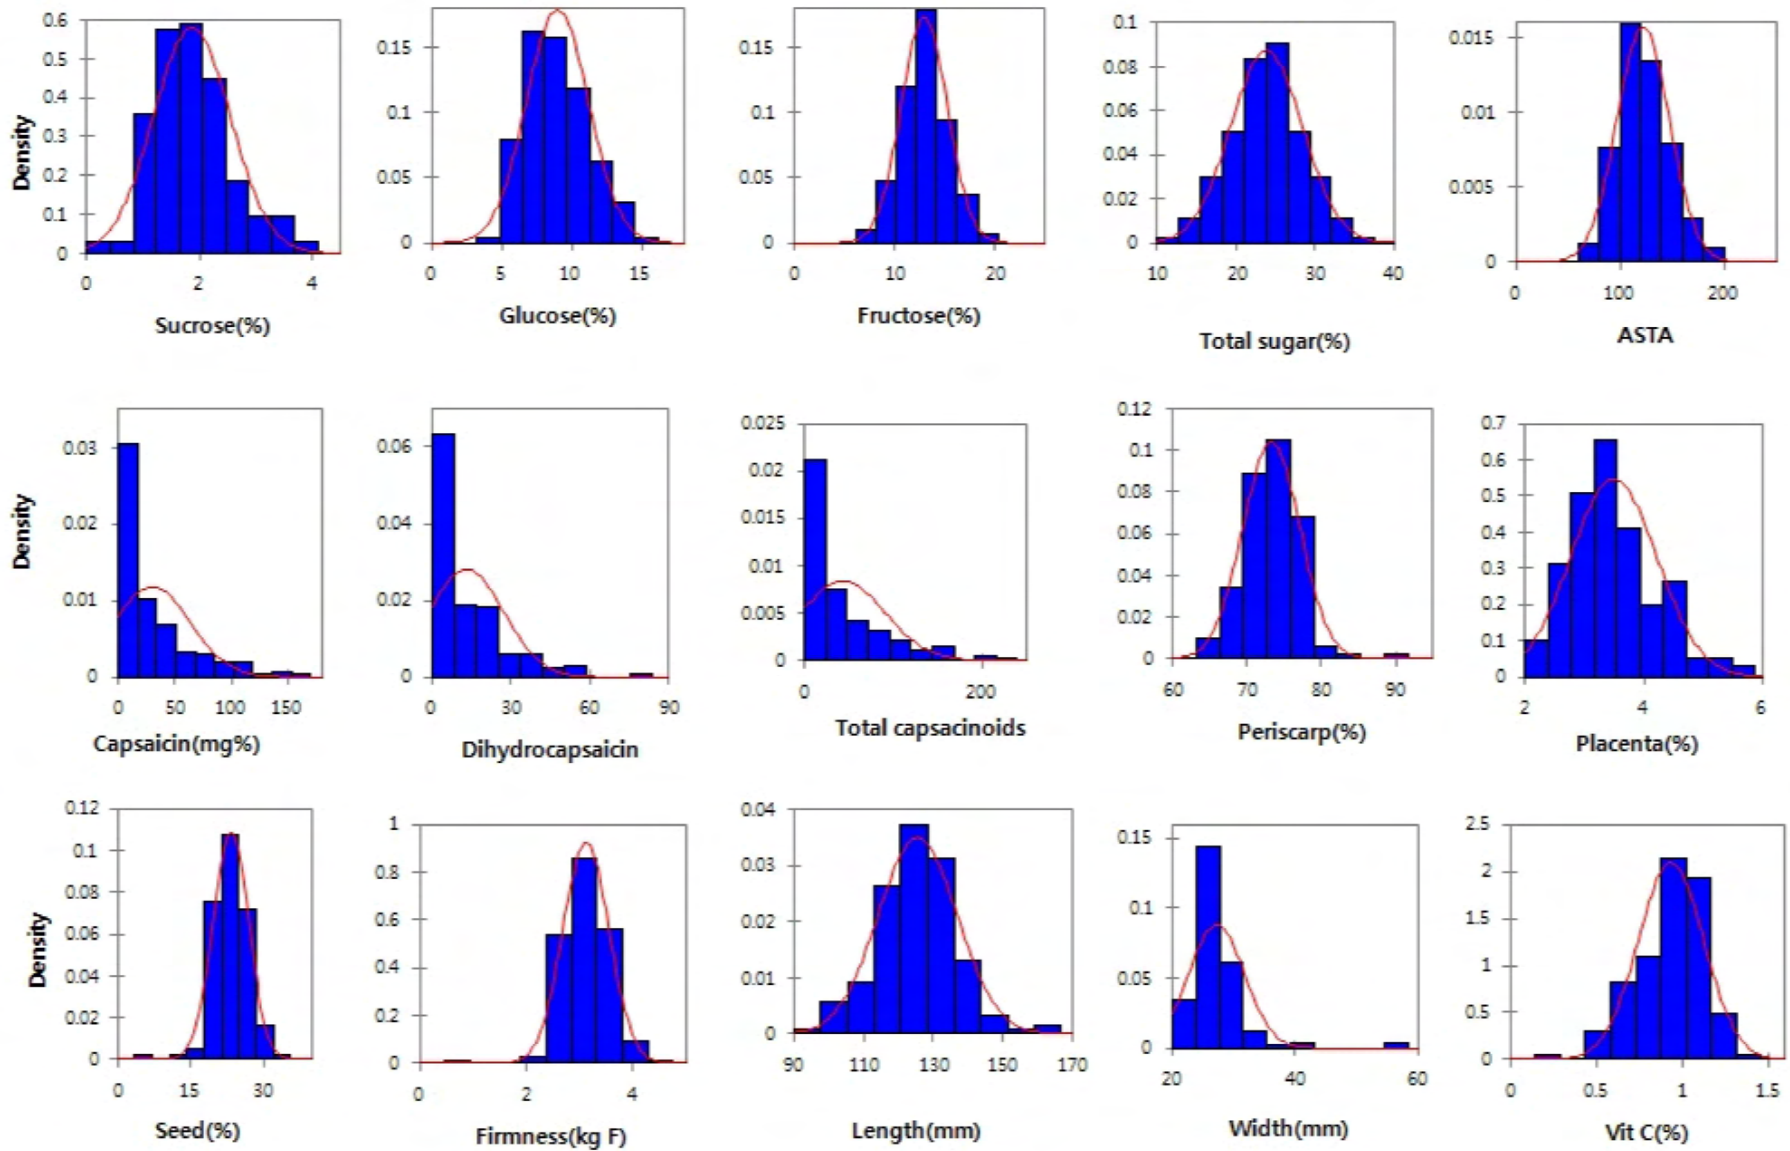 0.6
0.5
0.4
0.3
0.2
0.1
0
Density
0 2 4
Sucrose(%)
0.15
0.1
0.05
0
0 5 10 15
Glucose(%)
0.15
0.1
0.05
0
0 10 20
Fructose(%)
0.1
0.08
0.06
0.04
0.02
0
10 20 30 40
Total sugar(%)
0.015
0.01
0.005
0
0 100 200
ASTA
0.03
0.02
0.01
0
Density
0 50 100 150
Capsaicin(mg%)
0.06
0.04
0.02
0
0 30 60 90
Dihydrocapsaicin
0.025
0.02
0.015
0.01
0.005
0
0 200
Total capsacinoids
0.12
0.1
0.08
0.06
0.04
0.02
0
60 70 80 90
Periscarp(%)
0.7
0.6
0.5
0.4
0.3
0.2
0.1
0
2 4 6
Placenta(%)
0.12
0.1
0.08
0.06
0.04
0.02
0
Density
0 15 30
Seed(%)
1
0.8
0.6
0.4
0.2
0
0 2 4
Firmness(kg F)
0.04
0.03
0.02
0.01
0
90 110 130 150 170
Length(mm)
0.15
0.1
0.05
0
20 40 60
Width(mm)
2.5
2
1.5
1
0.5
0
0 0.5 1 1.5
Vit C(%)